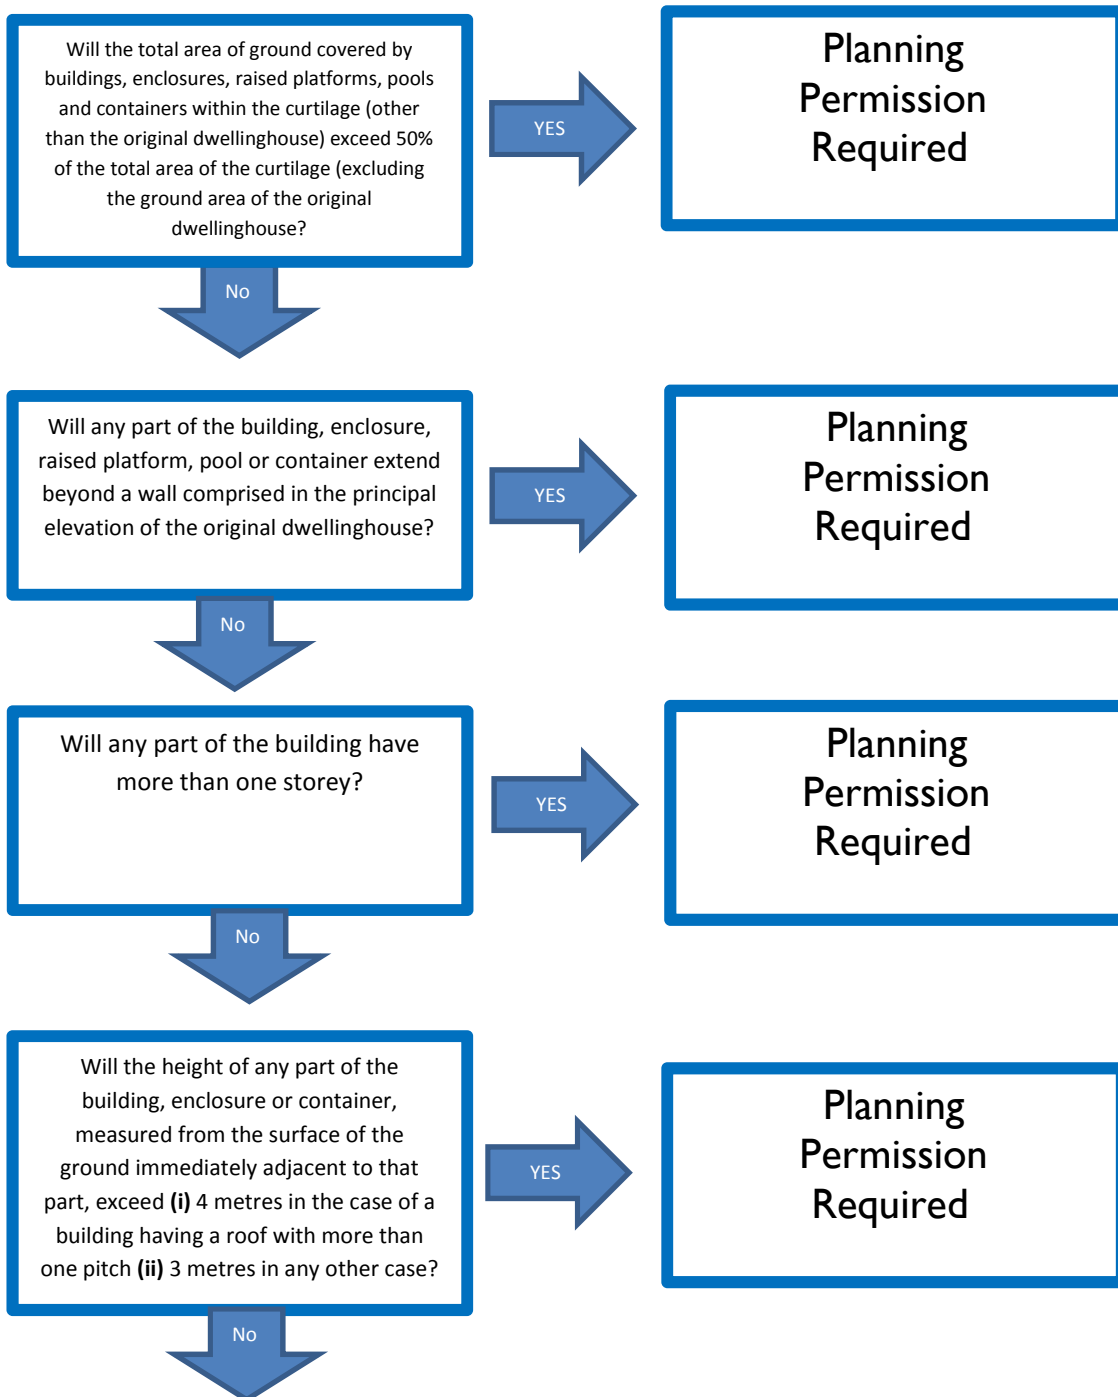 Will the total area of ground covered by
buildings, enclosures, raised platforms, pools
and containers within the curtilage (other
than the original dwellinghouse) exceed 50%
of the total area of the curtilage (excluding
the ground area of the original
dwellinghouse?
YES
Planning
Permission
Required
No
Will any part of the building, enclosure,
raised platform, pool or container extend
beyond a wall comprised in the principal
elevation of the original dwellinghouse?
YES
Planning
Permission
Required
No
Will any part of the building have
more than one storey?
YES
Planning
Permission
Required
No
Will the height of any part of the
building, enclosure or container,
measured from the surface of the
ground immediately adjacent to that
part, exceed (i) 4 metres in the case of a
building having a roof with more than
one pitch (ii) 3 metres in any other case?
YES
Planning
Permission
Required
No